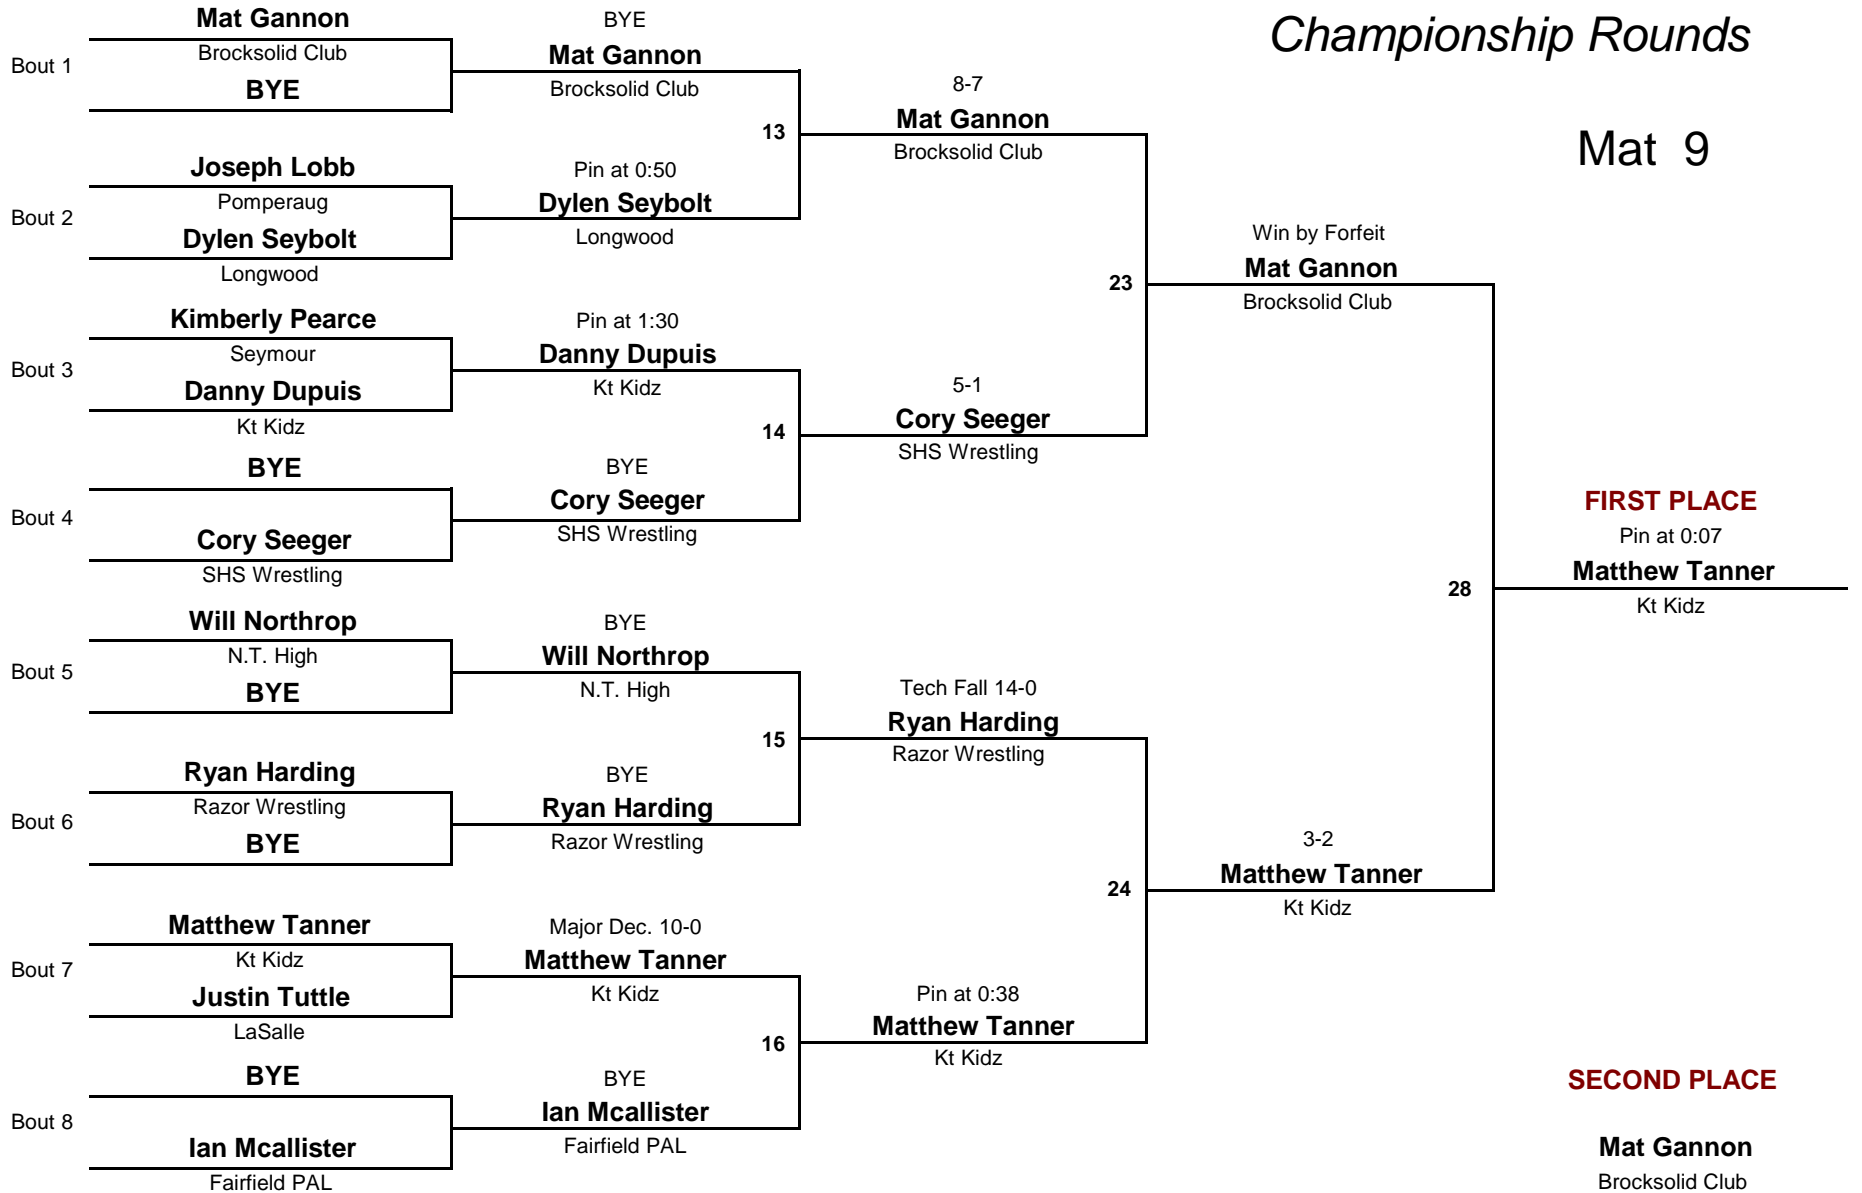 Championship Rounds
Mat 9
Bout 1
Mat Gannon
Brocksolid Club
BYE
Bout 2
Joseph Lobb
Pomperaug
Dylen Seybolt
Longwood
Bout 3
Kimberly Pearce
Seymour
Danny Dupuis
Kt Kidz
Bout 4
BYE
Cory Seeger
SHS Wrestling
Bout 5
Will Northrop
N.T. High
BYE
Bout 6
Ryan Harding
Razor Wrestling
BYE
Bout 7
Matthew Tanner
Kt Kidz
Justin Tuttle
LaSalle
Bout 8
BYE
Ian Mcallister
Fairfield PAL
BYE
Mat Gannon
Brocksolid Club
13
Pin at 0:50
Dylen Seybolt
Longwood
Pin at 1:30
Danny Dupuis
Kt Kidz
14
BYE
Cory Seeger
SHS Wrestling
BYE
Will Northrop
N.T. High
15
BYE
Ryan Harding
Razor Wrestling
Major Dec. 10-0
Matthew Tanner
Kt Kidz
16
BYE
Ian Mcallister
Fairfield PAL
8-7
Mat Gannon
Brocksolid Club
23
5-1
Cory Seeger
SHS Wrestling
Tech Fall 14-0
Ryan Harding
Razor Wrestling
24
Pin at 0:38
Matthew Tanner
Kt Kidz
Win by Forfeit
Mat Gannon
Brocksolid Club
28
3-2
Matthew Tanner
Kt Kidz
FIRST PLACE
Pin at 0:07
Matthew Tanner
Kt Kidz
SECOND PLACE
Mat Gannon
Brocksolid Club